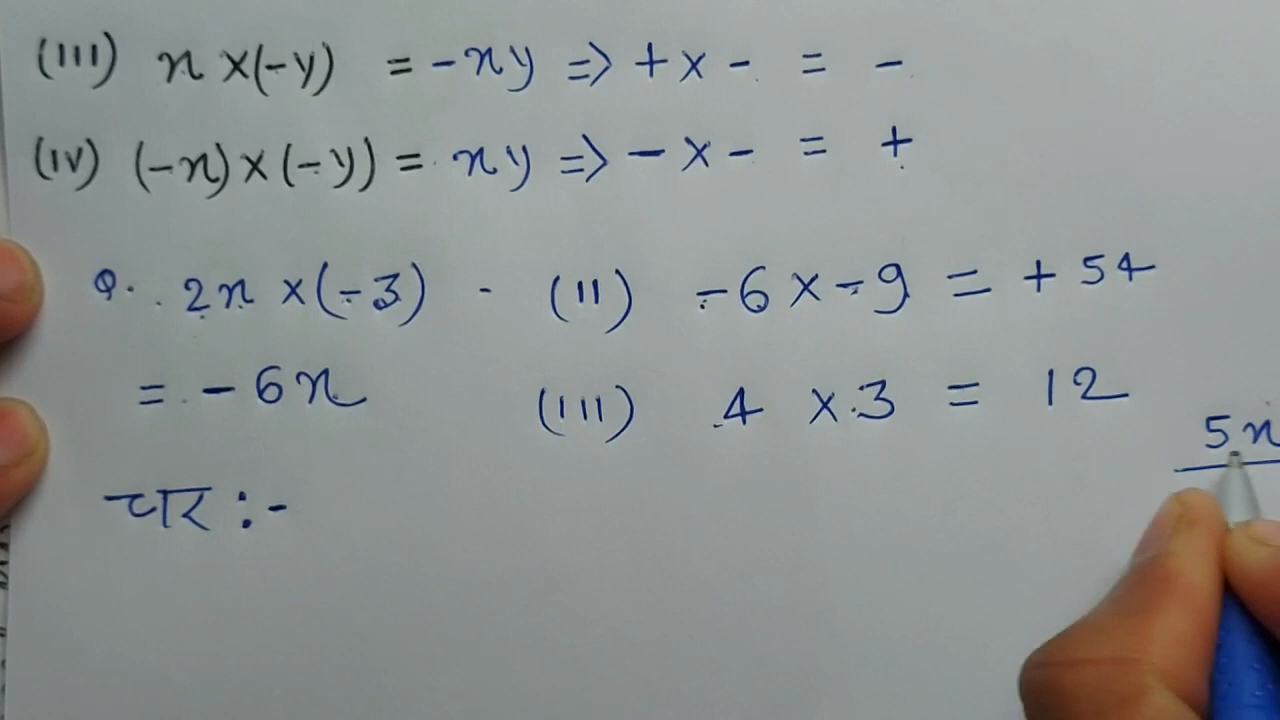 (III) x ×(-y) = -xy => + x - = -
(IV) (-x) × (-y) = xy => - x - = +
Q. 2x ×(-3) - (II) -6 × -9 = + 54
= -6x (III) 4 × 3 = 12
5x
चर :-